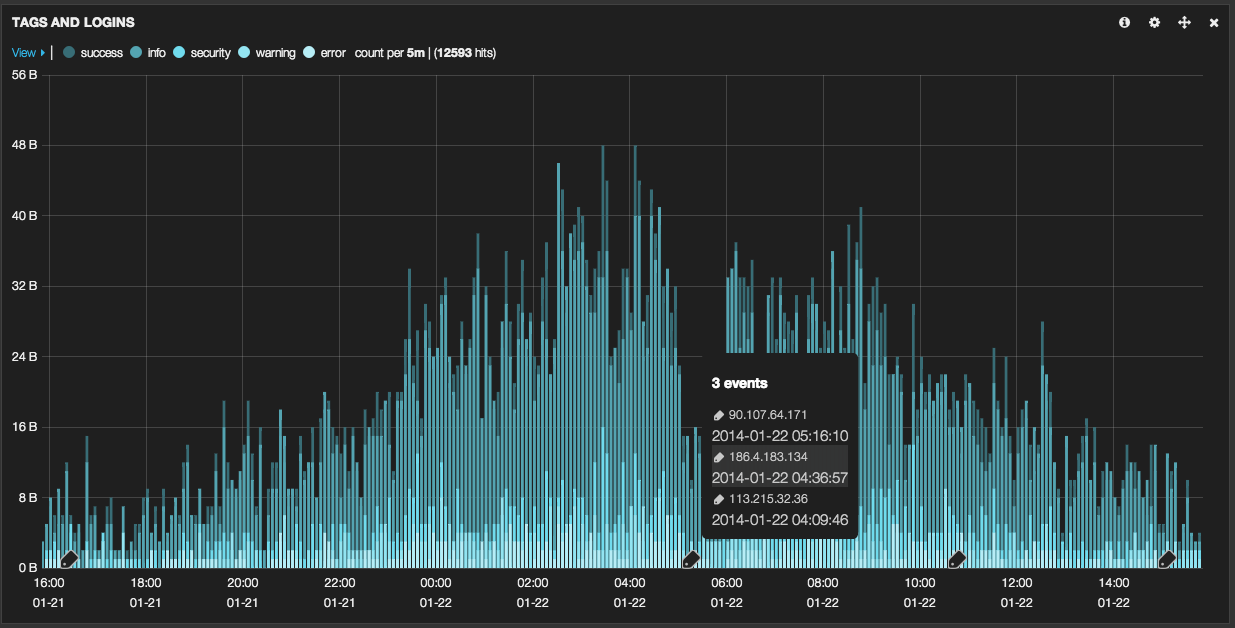 TAGS AND LOGINS
View | success info security warning error count per 5m | (12593 hits)
56 B
48 B
40 B
32 B
24 B
16 B
8 B
0 B
3 events
90.107.64.171
2014-01-22 05:16:10
186.4.183.134
2014-01-22 04:36:57
113.215.32.36
2014-01-22 04:09:46
16:00 18:00 20:00 22:00 00:00 02:00 04:00 06:00 08:00 10:00 12:00 14:00
01-21 01-21 01-21 01-21 01-22 01-22 01-22 01-22 01-22 01-22 01-22 01-22